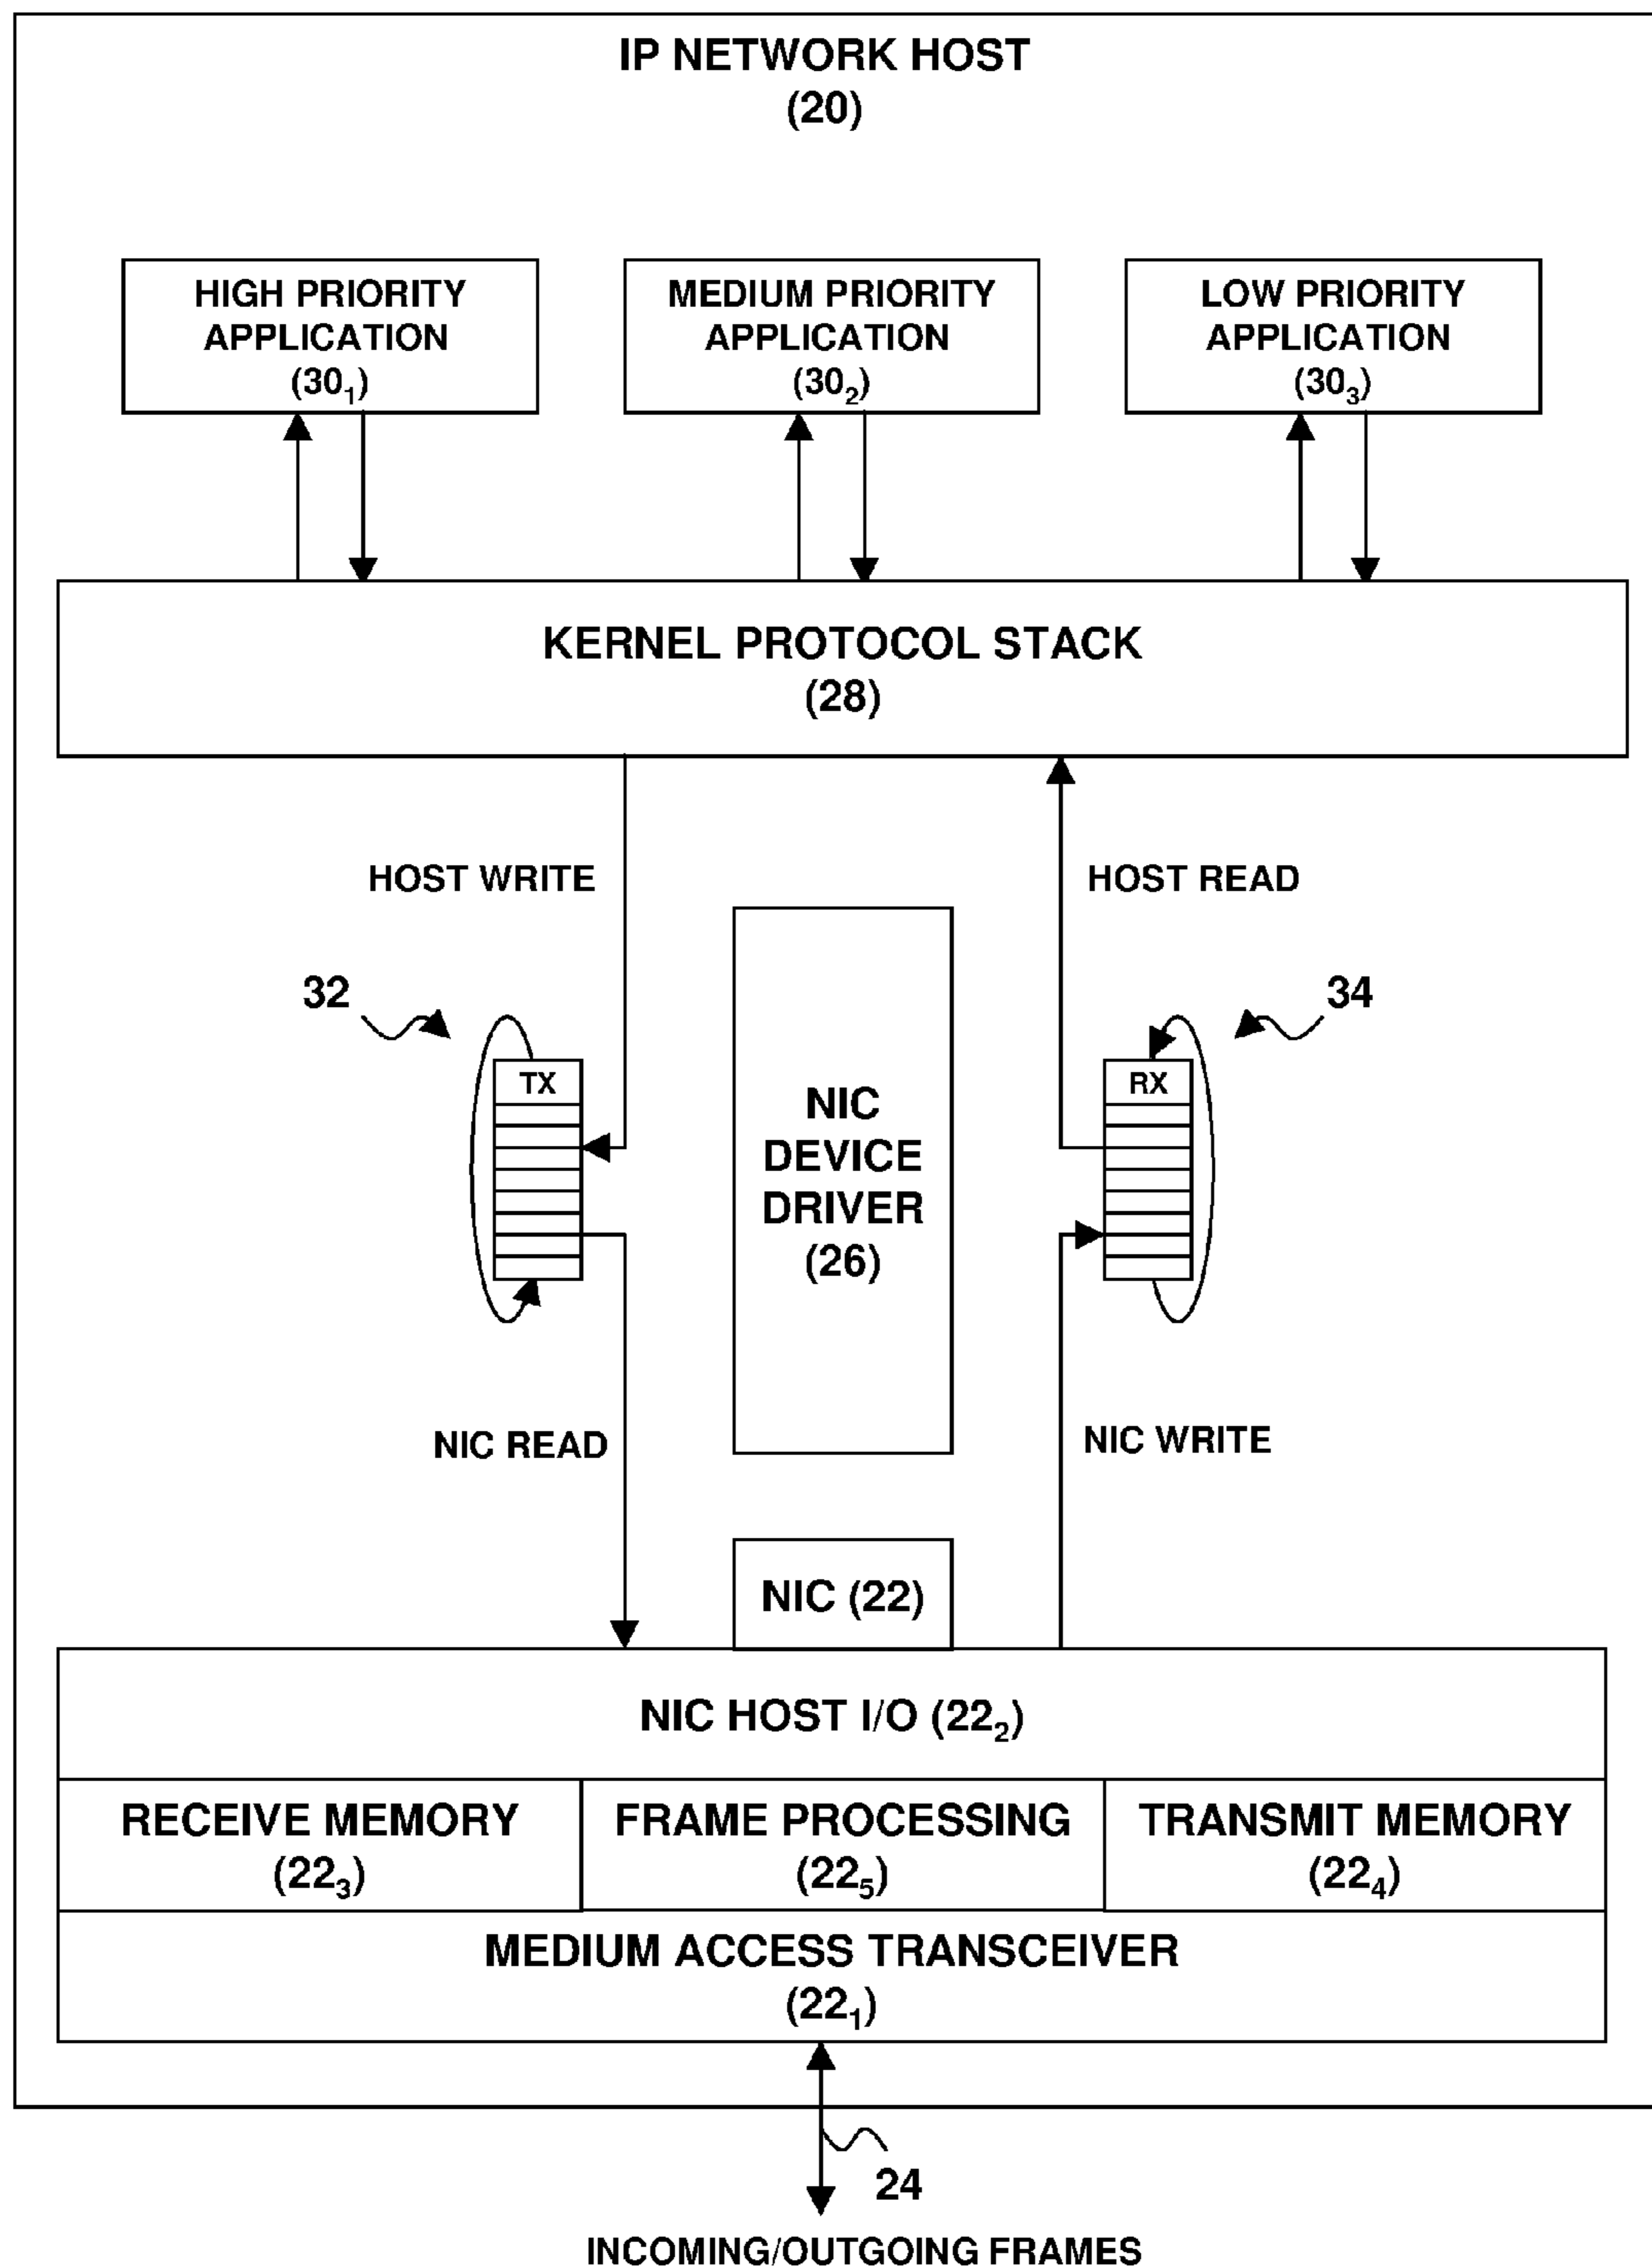 IP NETWORK HOST
(20)
HIGH PRIORITY
APPLICATION
(30₁)
MEDIUM PRIORITY
APPLICATION
(30₂)
LOW PRIORITY
APPLICATION
(30₃)
KERNEL PROTOCOL STACK
(28)
HOST WRITE
HOST READ
32
34
TX
RX
NIC
DEVICE
DRIVER
(26)
NIC READ
NIC WRITE
NIC (22)
NIC HOST I/O (22₂)
RECEIVE MEMORY
(22₃)
FRAME PROCESSING
(22₅)
TRANSMIT MEMORY
(22₄)
MEDIUM ACCESS TRANSCEIVER
(22₁)
24
INCOMING/OUTGOING FRAMES